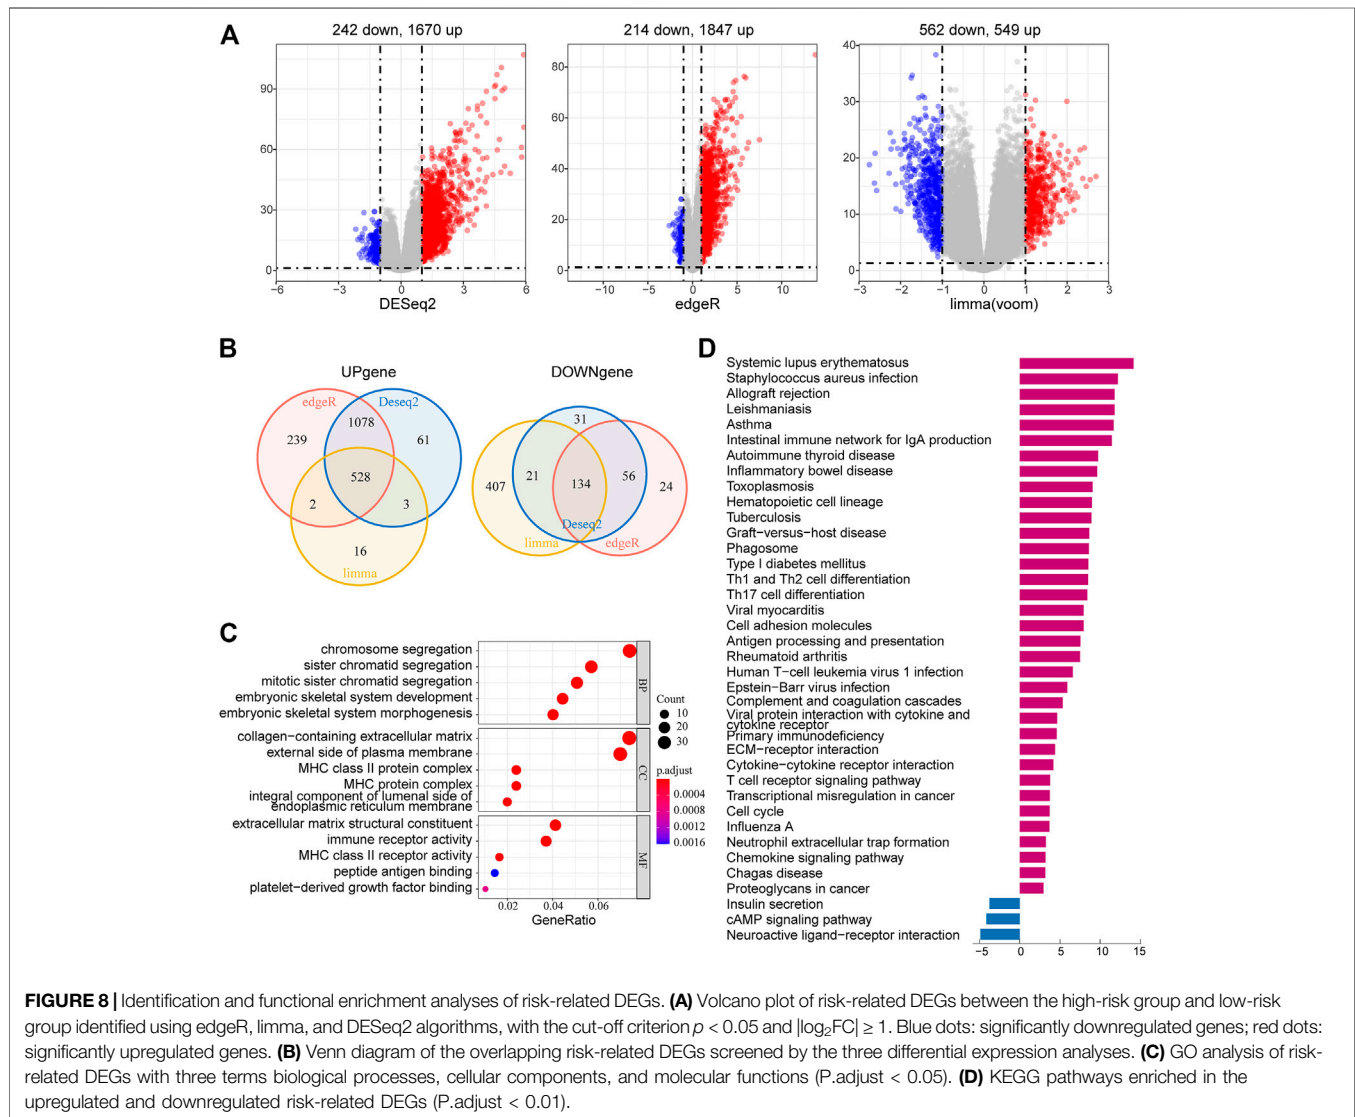 A
242 down, 1670 up
214 down, 1847 up
562 down, 549 up
90
60
30
0
−6
−3
0
3
6
DESeq2
80
60
40
20
0
−10
−5
0
5
10
edgeR
40
30
20
10
0
−3
−2
−1
0
1
2
3
limma(voom)
B
UPgene
edgeR
Deseq2
239
1078
61
528
2
3
16
limma
DOWNgene
31
407
21
134
56
24
Deseq2
limma
edgeR
C
chromosome segregation
sister chromatid segregation
mitotic sister chromatid segregation
embryonic skeletal system development
embryonic skeletal system morphogenesis
BP
collagen−containing extracellular matrix
external side of plasma membrane
MHC class II protein complex
MHC protein complex
integral component of lumenal side of
endoplasmic reticulum membrane
CC
extracellular matrix structural constituent
immune receptor activity
MHC class II receptor activity
peptide antigen binding
platelet−derived growth factor binding
MF
0.02
0.04
0.06
GeneRatio
Count
10
20
30
p.adjust
0.0004
0.0008
0.0012
0.0016
D
Systemic lupus erythematosus
Staphylococcus aureus infection
Allograft rejection
Leishmaniasis
Asthma
Intestinal immune network for IgA production
Autoimmune thyroid disease
Inflammatory bowel disease
Toxoplasmosis
Hematopoietic cell lineage
Tuberculosis
Graft−versus−host disease
Phagosome
Type I diabetes mellitus
Th1 and Th2 cell differentiation
Th17 cell differentiation
Viral myocarditis
Cell adhesion molecules
Antigen processing and presentation
Rheumatoid arthritis
Human T−cell leukemia virus 1 infection
Epstein−Barr virus infection
Complement and coagulation cascades
Viral protein interaction with cytokine and
cytokine receptor
Primary immunodeficiency
ECM−receptor interaction
Cytokine−cytokine receptor interaction
T cell receptor signaling pathway
Transcriptional misregulation in cancer
Cell cycle
Influenza A
Neutrophil extracellular trap formation
Chemokine signaling pathway
Chagas disease
Proteoglycans in cancer
Insulin secretion
cAMP signaling pathway
Neuroactive ligand−receptor interaction
−5
0
5
10
15
FIGURE 8 | Identification and functional enrichment analyses of risk-related DEGs. (A) Volcano plot of risk-related DEGs between the high-risk group and low-risk
group identified using edgeR, limma, and DESeq2 algorithms, with the cut-off criterion p < 0.05 and |log₂FC| ≥ 1. Blue dots: significantly downregulated genes; red dots:
significantly upregulated genes. (B) Venn diagram of the overlapping risk-related DEGs screened by the three differential expression analyses. (C) GO analysis of risk-
related DEGs with three terms biological processes, cellular components, and molecular functions (P.adjust < 0.05). (D) KEGG pathways enriched in the
upregulated and downregulated risk-related DEGs (P.adjust < 0.01).